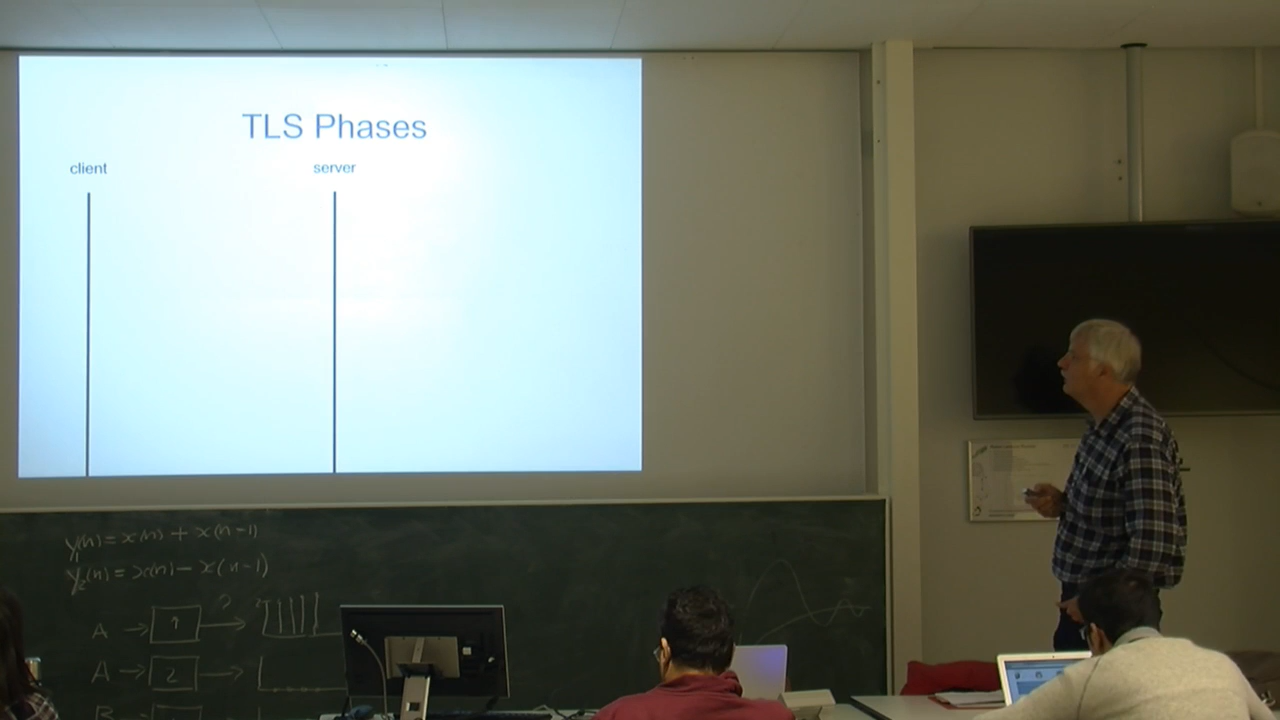 TLS Phases
client
server
y₁(n) = x(n) + x(n-1)
y₂(n) = x(n) - x(n-1)
A → 1 → ?
A → 2 →
B